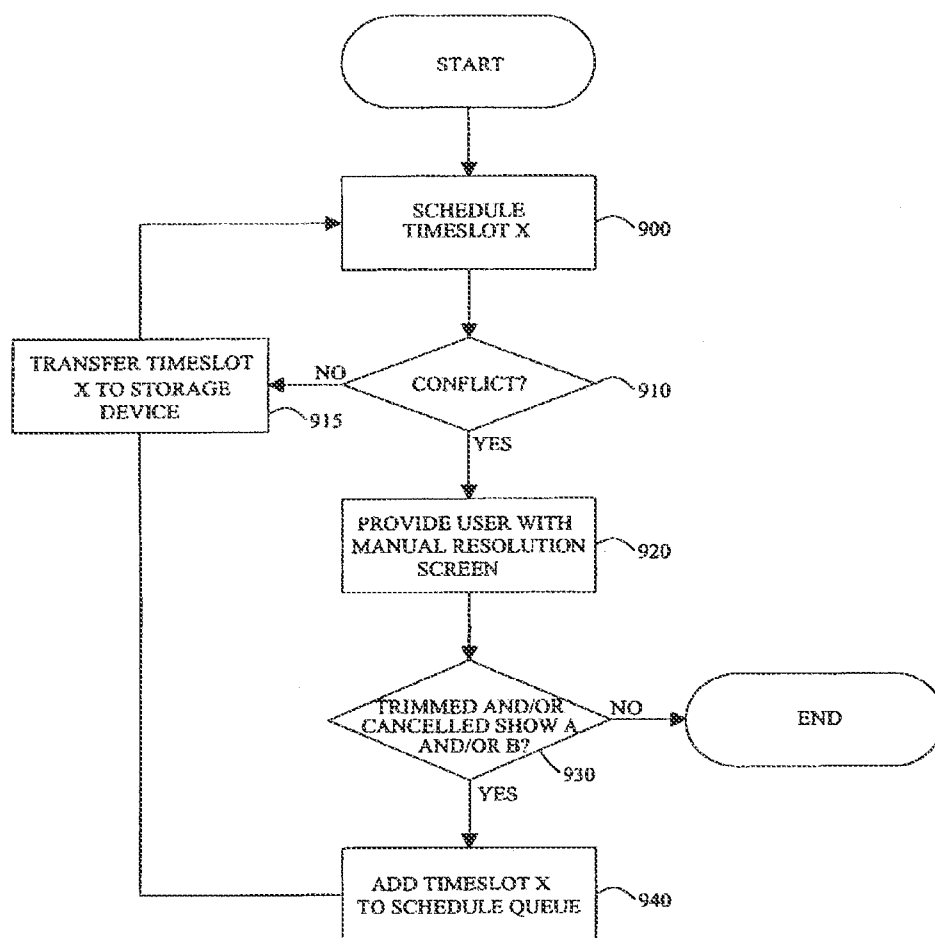 START
SCHEDULE
TIMESLOT X
900
TRANSFER TIMESLOT
X TO STORAGE
DEVICE
915
NO
CONFLICT?
910
YES
PROVIDE USER WITH
MANUAL RESOLUTION
SCREEN
920
TRIMMED AND/OR
CANCELLED SHOW A
AND/OR B?
930
NO
END
YES
ADD TIMESLOT X
TO SCHEDULE QUEUE
940